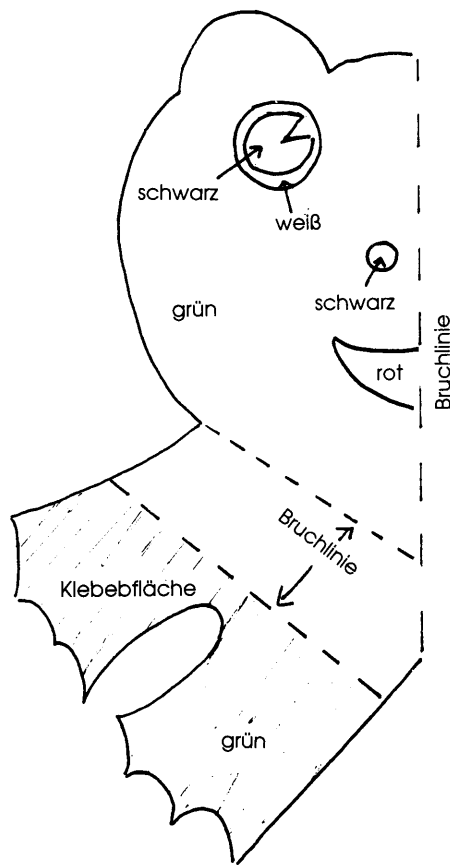 schwarz
weiß
grün
schwarz
rot
Bruchlinie
Bruchlinie
Klebebfläche
grün